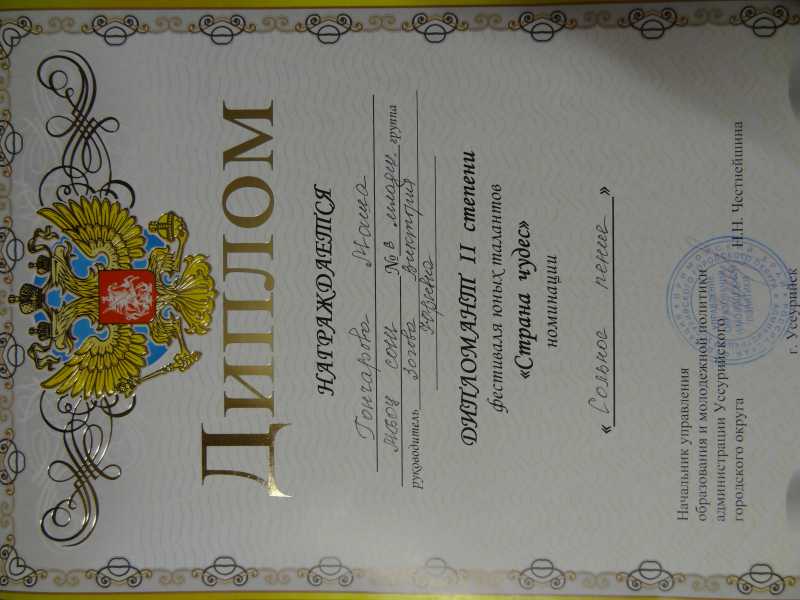 ДИПЛОМ
НАГРАЖДАЕТСЯ
Гончарова Маша
МБОУ СОШ № 8 младш. группа
руководитель Зогова Виктория
Юрьевна
ДИПЛОМАНТ II степени
фестиваля юных талантов
«Страна чудес»
номинации
« Сольное пение »
Начальник управления
образования и молодежной политики
администрации Уссурийского
городского округа Н.Н. Честнейшина
г. Уссурийск